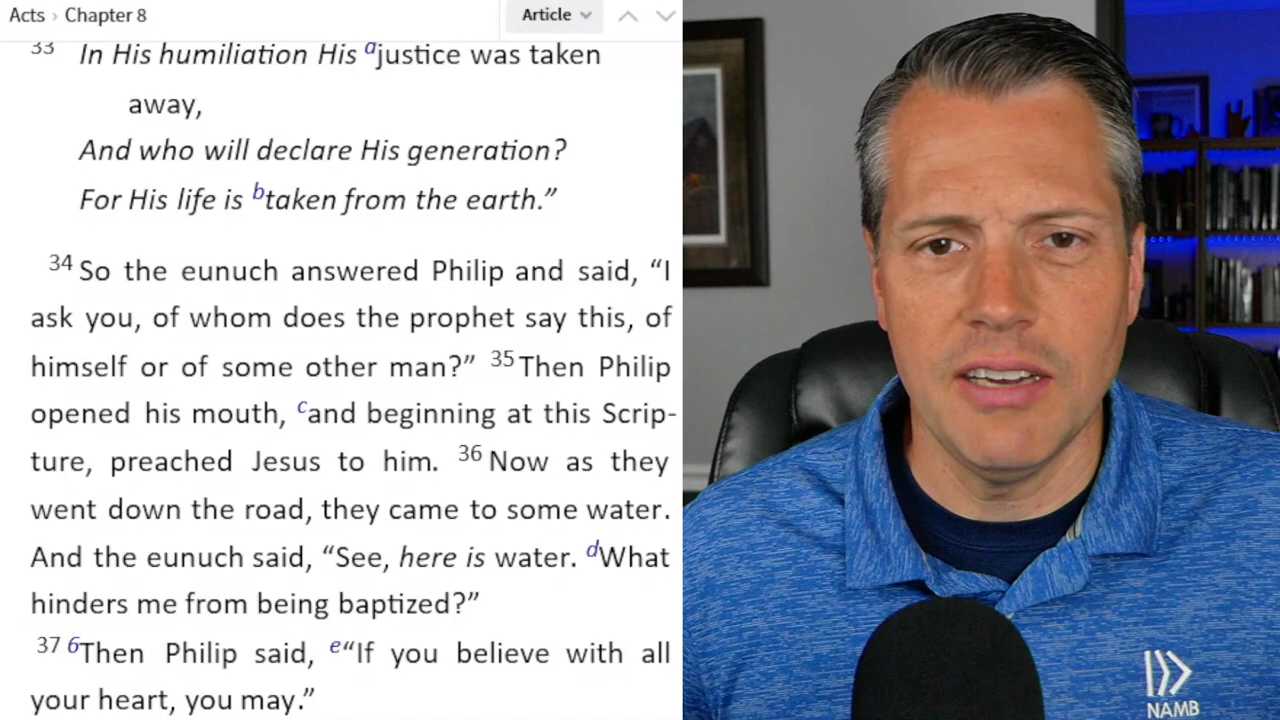 Acts › Chapter 8
Article
33 In His humiliation His ajustice was taken
away,
And who will declare His generation?
For His life is btaken from the earth.”
34 So the eunuch answered Philip and said, “I
ask you, of whom does the prophet say this, of
himself or of some other man?” 35 Then Philip
opened his mouth, cand beginning at this Scrip-
ture, preached Jesus to him. 36 Now as they
went down the road, they came to some water.
And the eunuch said, “See, here is water. dWhat
hinders me from being baptized?”
37 6Then Philip said, e“If you believe with all
your heart, you may.”
NAMB